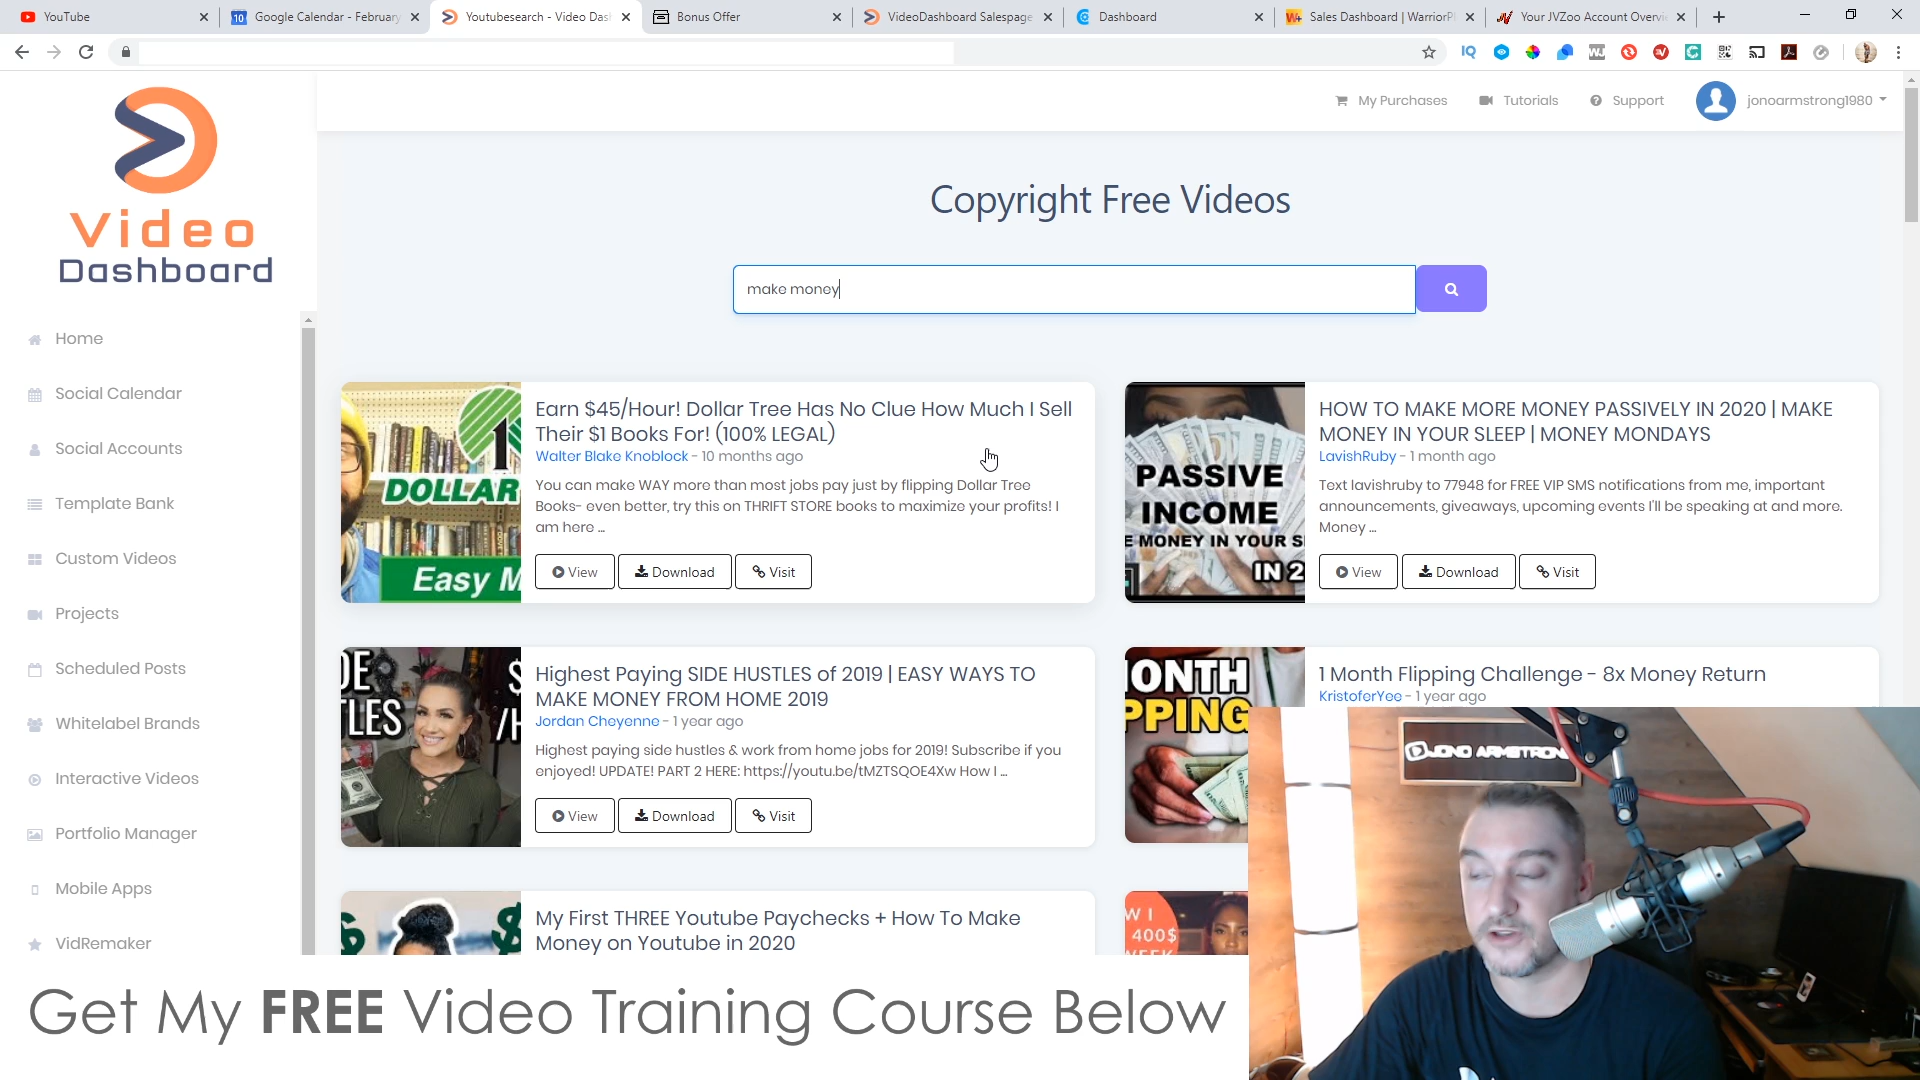 YouTube
Google Calendar - February
Youtubesearch - Video Das
Bonus Offer
VideoDashboard Salespage
Dashboard
Sales Dashboard | WarriorPl
Your JVZoo Account Overvi
My Purchases
Tutorials
Support
jonoarmstrong1980
Video
Dashboard
Copyright Free Videos
make money
Home
Social Calendar
Social Accounts
Template Bank
Custom Videos
Projects
Scheduled Posts
Whitelabel Brands
Interactive Videos
Portfolio Manager
Mobile Apps
VidRemaker
DOLLAR
Easy M
Earn $45/Hour! Dollar Tree Has No Clue How Much I Sell
Their $1 Books For! (100% LEGAL)
Walter Blake Knoblock - 10 months ago
You can make WAY more than most jobs pay just by flipping Dollar Tree
Books- even better, try this on THRIFT STORE books to maximize your profits! I
am here ...
View
Download
Visit
PASSIVE
INCOME
E MONEY IN YOUR S
IN 2
HOW TO MAKE MORE MONEY PASSIVELY IN 2020 | MAKE
MONEY IN YOUR SLEEP | MONEY MONDAYS
LavishRuby - 1 month ago
Text lavishruby to 77948 for FREE VIP SMS notifications from me, important
announcements, giveaways, upcoming events I'll be speaking at and more.
Money ...
View
Download
Visit
DE
TLES
$
/H
Highest Paying SIDE HUSTLES of 2019 | EASY WAYS TO
MAKE MONEY FROM HOME 2019
Jordan Cheyenne - 1 year ago
Highest paying side hustles & work from home jobs for 2019! Subscribe if you
enjoyed! UPDATE! PART 2 HERE: https://youtu.be/tMZTSQOE4Xw How I ...
View
Download
Visit
ONTH
PPING
1 Month Flipping Challenge - 8x Money Return
KristoferYee - 1 year ago
My First THREE Youtube Paychecks + How To Make
Money on Youtube in 2020
W I
400$
WEEK
JONO ARMSTRON
Get My FREE Video Training Course Below